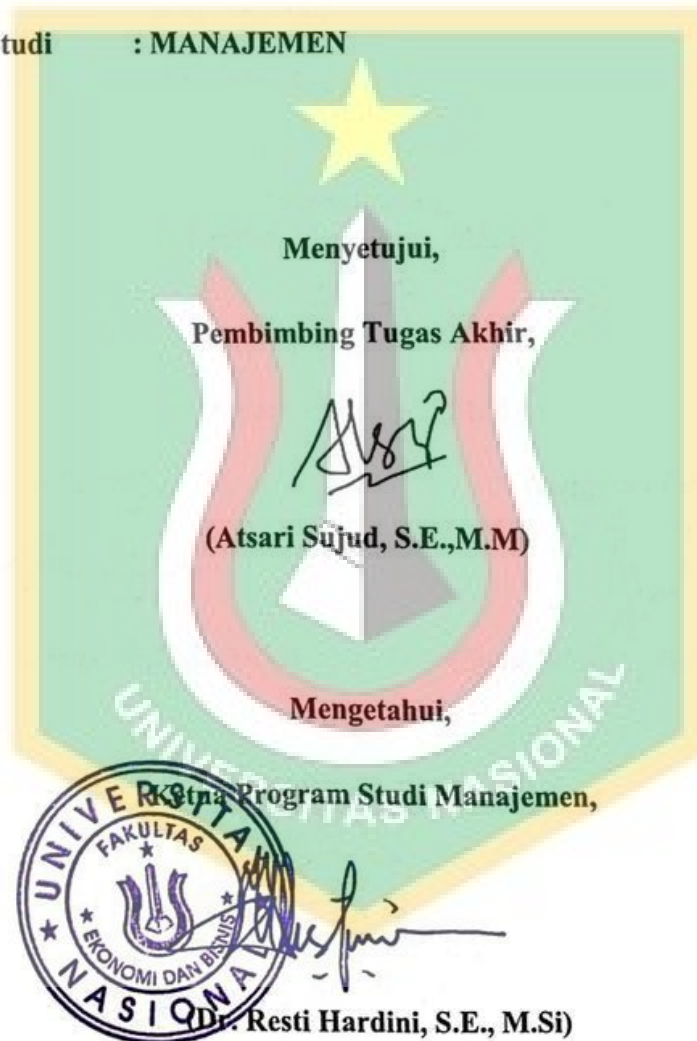 tudi : MANAJEMEN
Menyetujui,
Pembimbing Tugas Akhir,
(Atsari Sujud, S.E.,M.M)
Mengetahui,
UNIVERSITAS NASIONAL
Ketua Program Studi Manajemen,
UNIVERSITAS NASIONAL
FAKULTAS
EKONOMI DAN BISNIS
(Dr. Resti Hardini, S.E., M.Si)